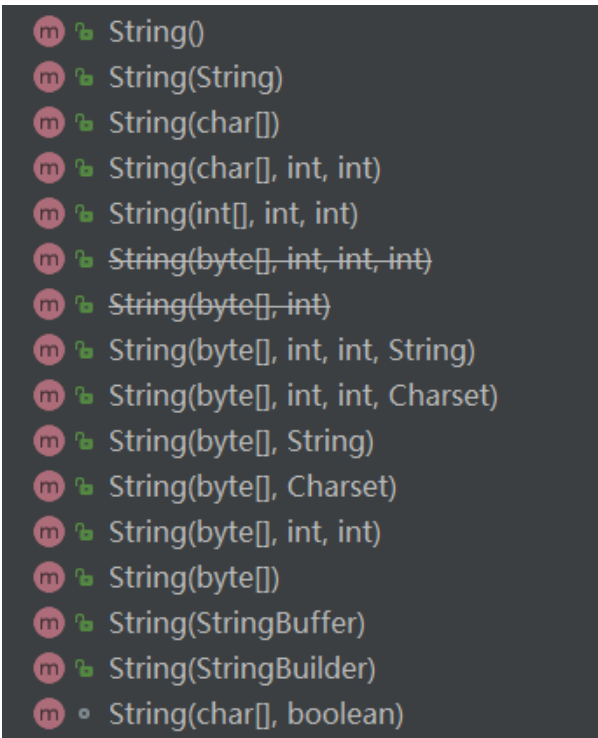 m String()
m String(String)
m String(char[])
m String(char[], int, int)
m String(int[], int, int)
m String(byte[], int, int, int)
m String(byte[], int)
m String(byte[], int, int, String)
m String(byte[], int, int, Charset)
m String(byte[], String)
m String(byte[], Charset)
m String(byte[], int, int)
m String(byte[])
m String(StringBuffer)
m String(StringBuilder)
m String(char[], boolean)